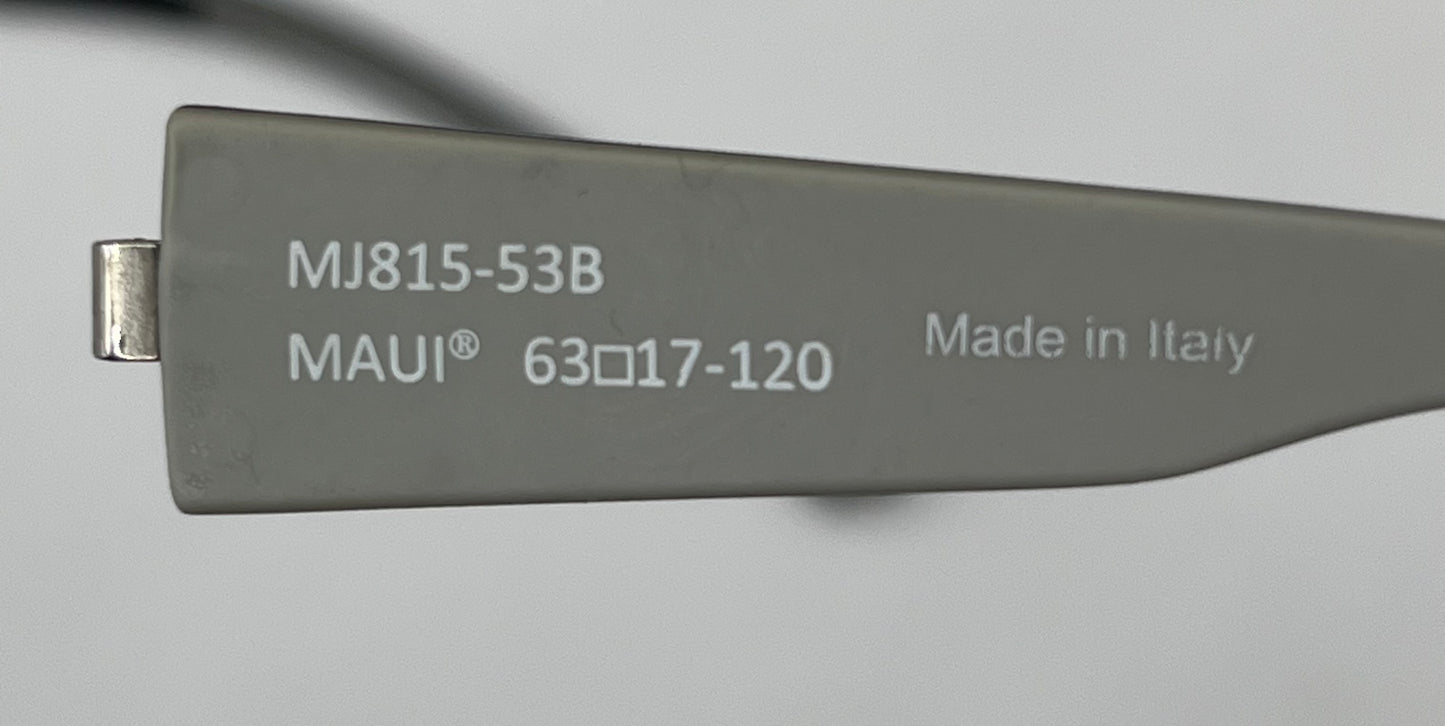 MJ815-53B
MAUI® 63□17-120
Made in Italy